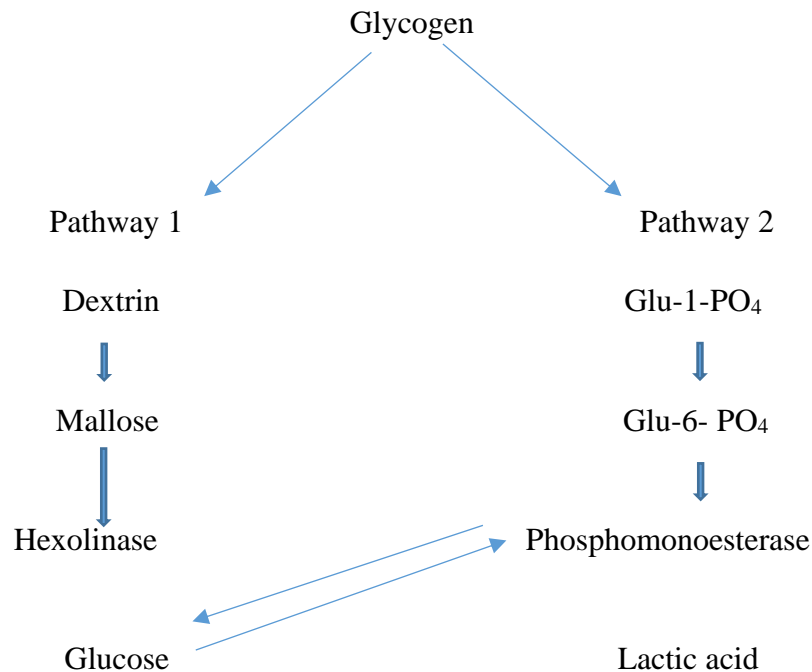 Glycogen
Pathway 1 Pathway 2
Dextrin Glu-1-PO₄
Mallose Glu-6- PO₄
Hexolinase Phosphomonoesterase
Glucose Lactic acid